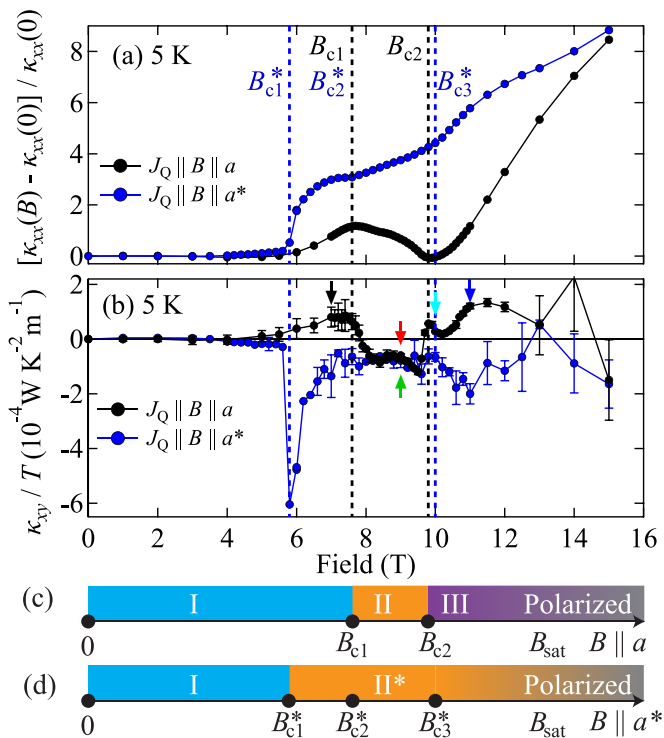 (a) 5 K
[κxx(B) - κxx(0)] / κxx(0)
8
6
4
2
0
B*c1
Bc1
B*c2
Bc2
B*c3
JQ || B || a
JQ || B || a*
(b) 5 K
κxy / T (10-4 W K-2 m-1)
2
0
-2
-4
-6
JQ || B || a
JQ || B || a*
0 2 4 6 8 10 12 14 16
Field (T)
(c) I II III Polarized
0 Bc1 Bc2 Bsat B || a
(d) I II* Polarized
0 B*c1 B*c2 B*c3 Bsat B || a*